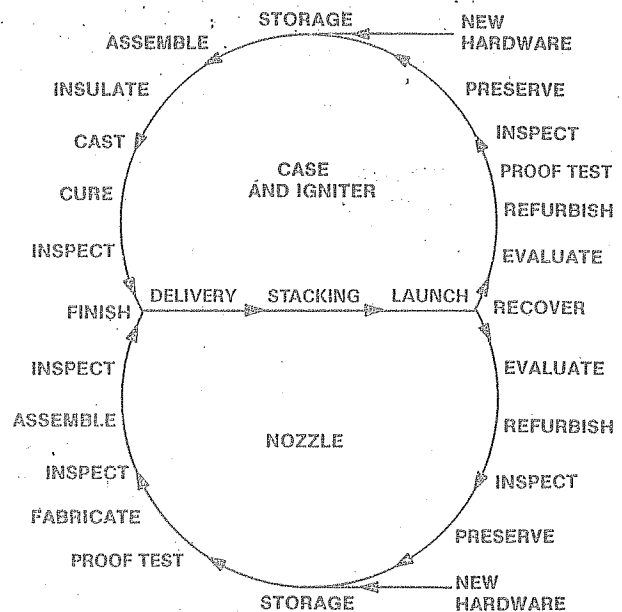 STORAGE
NEW
HARDWARE
ASSEMBLE
PRESERVE
INSULATE
INSPECT
CAST
PROOF TEST
CASE
AND IGNITER
CURE
REFURBISH
INSPECT
EVALUATE
DELIVERY STACKING LAUNCH
FINISH
RECOVER
INSPECT
EVALUATE
ASSEMBLE
REFURBISH
NOZZLE
INSPECT
INSPECT
FABRICATE
PRESERVE
PROOF TEST
NEW
HARDWARE
STORAGE